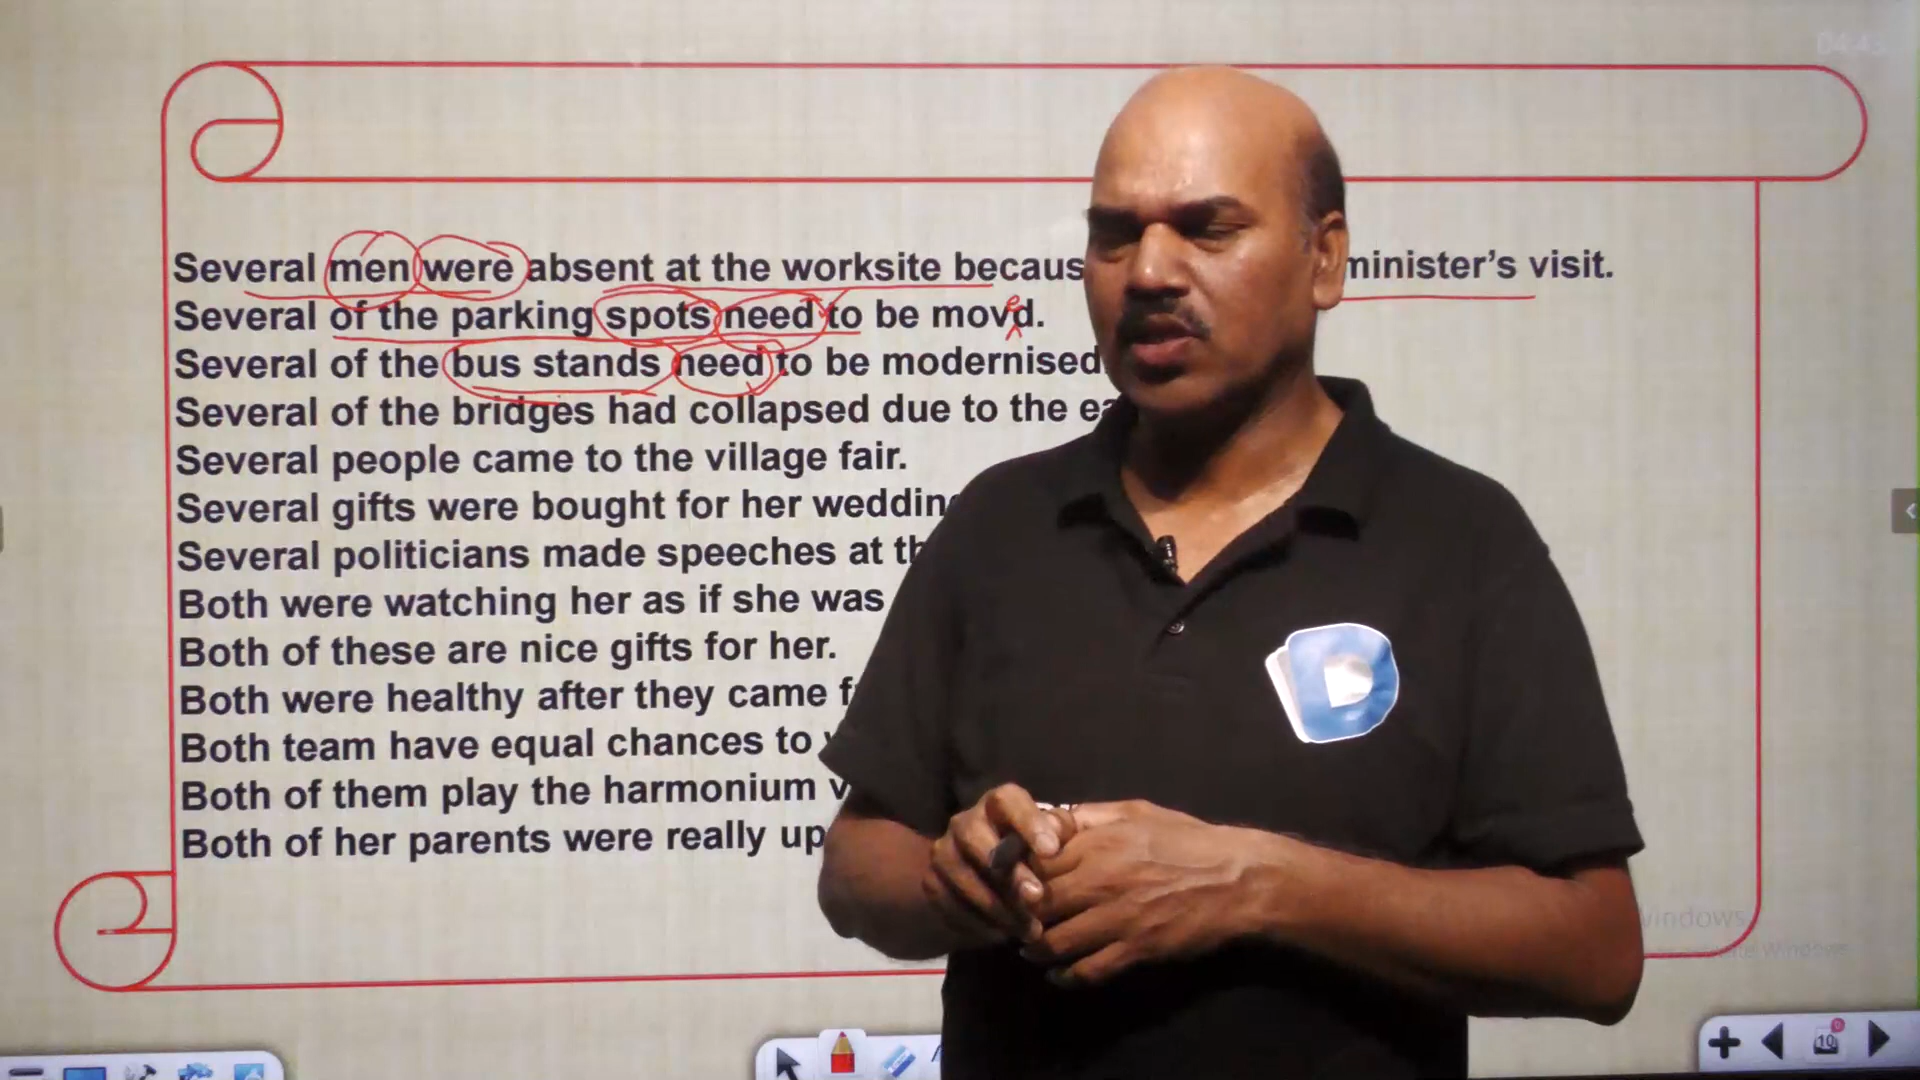 Several men were absent at the worksite becaus minister's visit.
Several of the parking spots need to be movd.
e
Several of the bus stands need to be modernised
Several of the bridges had collapsed due to the ea
Several people came to the village fair.
Several gifts were bought for her weddin
Several politicians made speeches at th
Both were watching her as if she was
Both of these are nice gifts for her.
Both were healthy after they came f
Both team have equal chances to
Both of them play the harmonium v
Both of her parents were really up
D
10